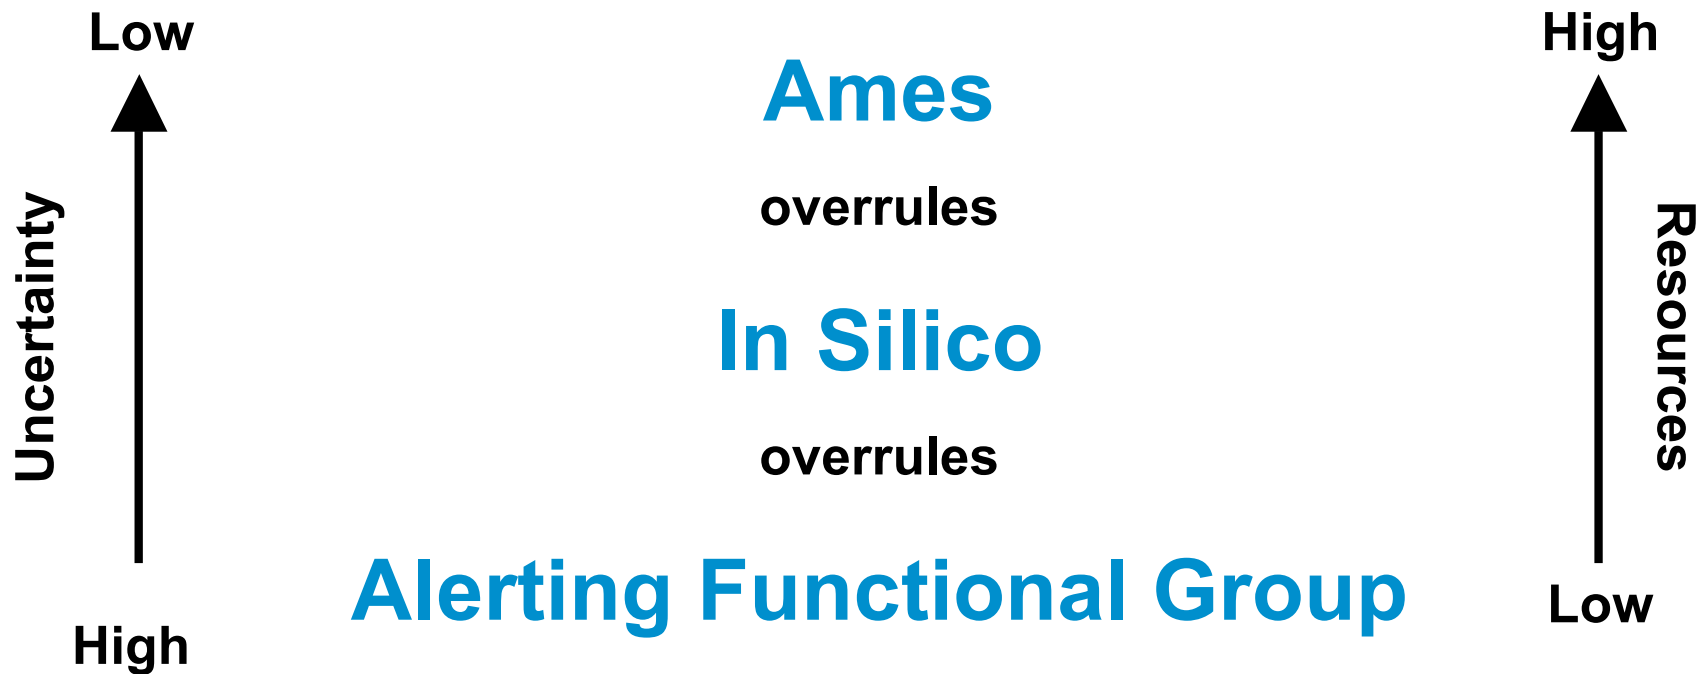 Low
High
Ames
overrules
Uncertainty
Resources
In Silico
overrules
Alerting Functional Group
High
Low